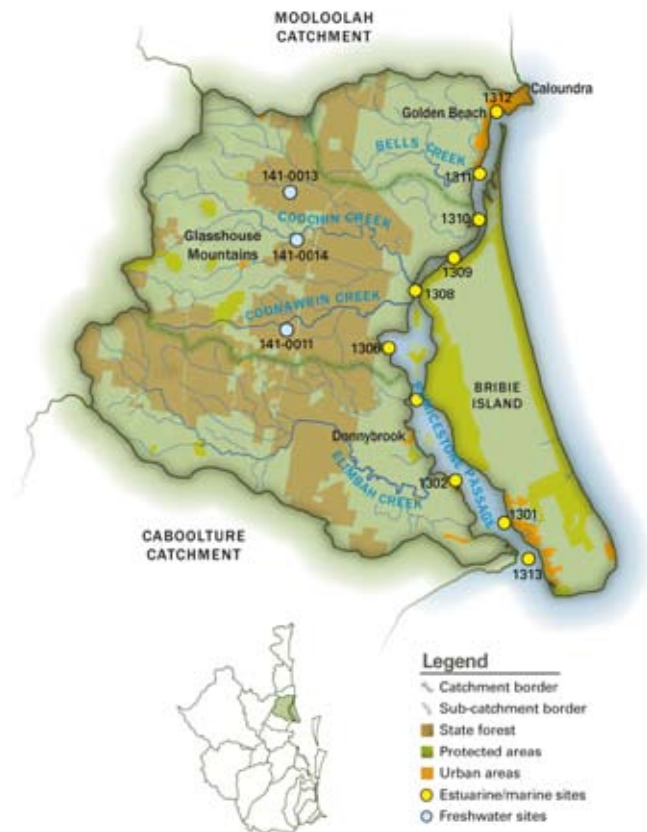 MOOLOOLAH
CATCHMENT
Caloundra
1312
Golden Beach
BELLS CREEK
1311
141-0013
COOCHIN CREEK
1310
Glasshouse
Mountains
141-0014
1309
1308
COONAWRIN CREEK
141-0011
1306
BRIBIE
ISLAND
PUMICESTONE PASSAGE
Donnybrook
ELIMBAH CREEK
1302
1301
CABOOLTURE
CATCHMENT
1313
Legend
Catchment border
Sub-catchment border
State forest
Protected areas
Urban areas
Estuarine/marine sites
Freshwater sites